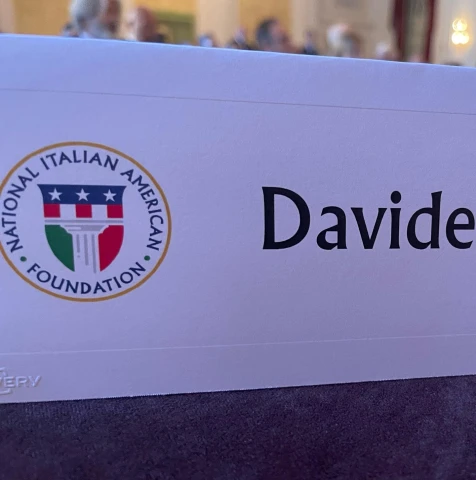 NATIONAL ITALIAN AMERICAN
• FOUNDATION •
Davide